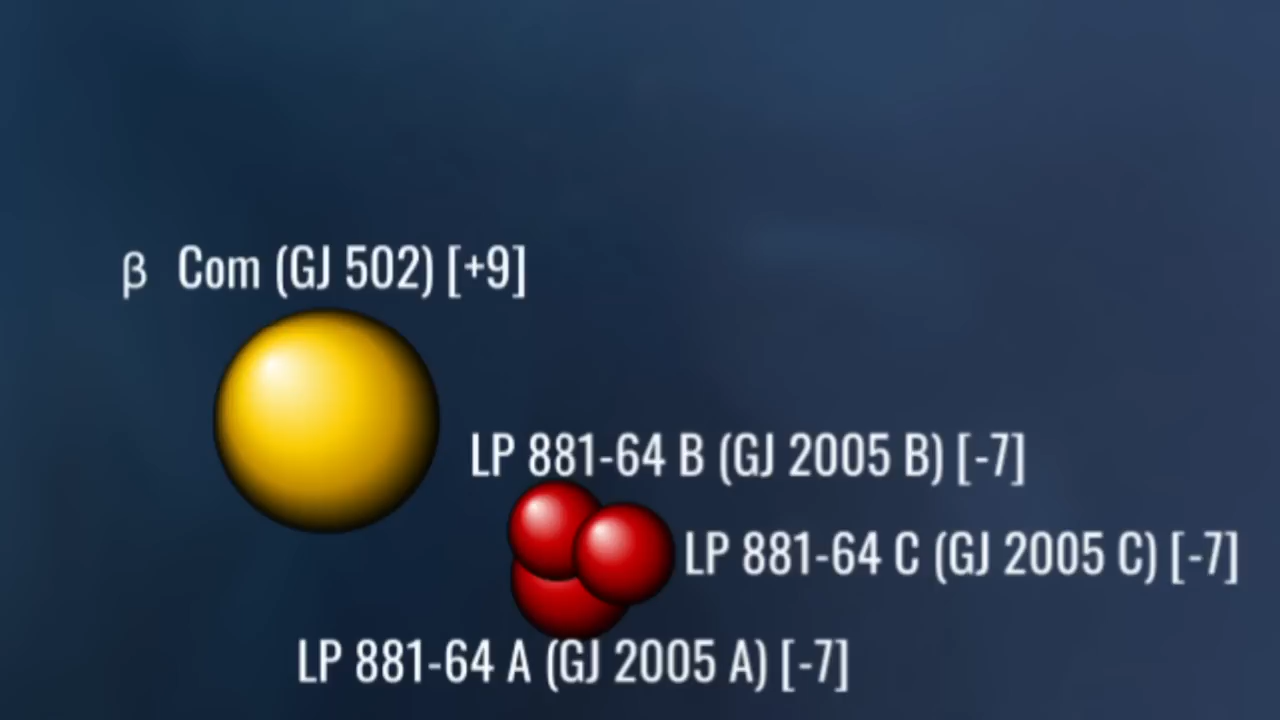 β Com (GJ 502) [+9]
LP 881-64 B (GJ 2005 B) [-7]
LP 881-64 C (GJ 2005 C) [-7]
LP 881-64 A (GJ 2005 A) [-7]